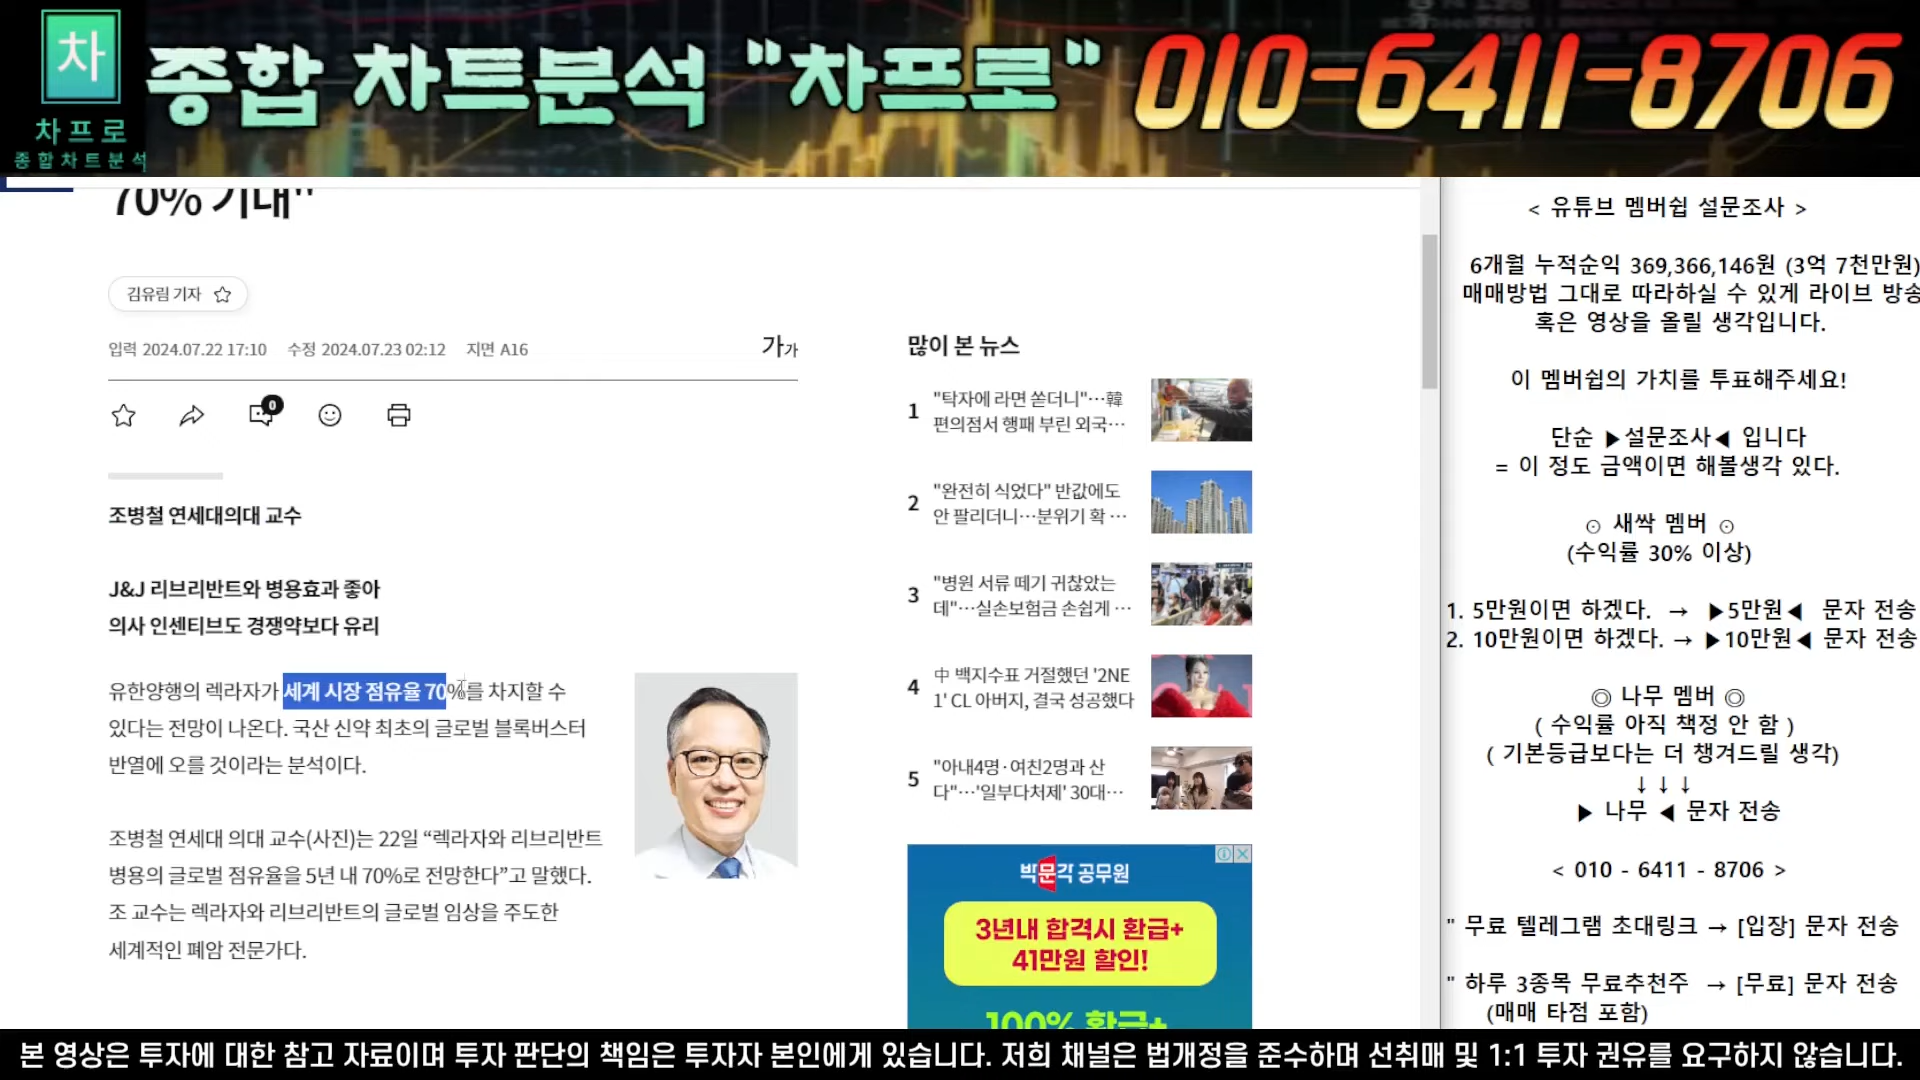 차
차프로
종합차트분석
종합 차트분석 "차프로" 010-6411-8706
70% 기대"
김유림 기자
입력 2024.07.22 17:10 수정 2024.07.23 02:12 지면 A16
가가
0
조병철 연세대의대 교수
J&J 리브리반트와 병용효과 좋아
의사 인센티브도 경쟁약보다 유리
유한양행의 렉라자가 세계 시장 점유율 70%를 차지할 수
있다는 전망이 나온다. 국산 신약 최초의 글로벌 블록버스터
반열에 오를 것이라는 분석이다.
조병철 연세대 의대 교수(사진)는 22일 “렉라자와 리브리반트
병용의 글로벌 점유율을 5년 내 70%로 전망한다”고 말했다.
조 교수는 렉라자와 리브리반트의 글로벌 임상을 주도한
세계적인 폐암 전문가다.
많이 본 뉴스
1 "탁자에 라면 쏟더니"…韓
편의점서 행패 부린 외국…
2 "완전히 식었다" 반값에도
안 팔리더니…분위기 확 …
3 "병원 서류 떼기 귀찮았는
데"…실손보험금 손쉽게 …
4 中 백지수표 거절했던 '2NE
1' CL 아버지, 결국 성공했다
5 "아내4명·여친2명과 산
다"…'일부다처제' 30대…
박문각 공무원
3년내 합격시 환급+
41만원 할인!
100% 환급+
< 유튜브 멤버쉽 설문조사 >
6개월 누적순익 369,366,146원 (3억 7천만원)
매매방법 그대로 따라하실 수 있게 라이브 방송
혹은 영상을 올릴 생각입니다.
이 멤버쉽의 가치를 투표해주세요!
단순 ▶설문조사◀ 입니다
= 이 정도 금액이면 해볼생각 있다.
⊙ 새싹 멤버 ⊙
(수익률 30% 이상)
1. 5만원이면 하겠다. → ▶5만원◀ 문자 전송
2. 10만원이면 하겠다. → ▶10만원◀ 문자 전송
◎ 나무 멤버 ◎
( 수익률 아직 책정 안 함 )
( 기본등급보다는 더 챙겨드릴 생각)
↓ ↓ ↓
▶ 나무 ◀ 문자 전송
< 010 - 6411 - 8706 >
" 무료 텔레그램 초대링크 → [입장] 문자 전송
" 하루 3종목 무료추천주 → [무료] 문자 전송
(매매 타점 포함)
본 영상은 투자에 대한 참고 자료이며 투자 판단의 책임은 투자자 본인에게 있습니다. 저희 채널은 법개정을 준수하며 선취매 및 1:1 투자 권유를 요구하지 않습니다.